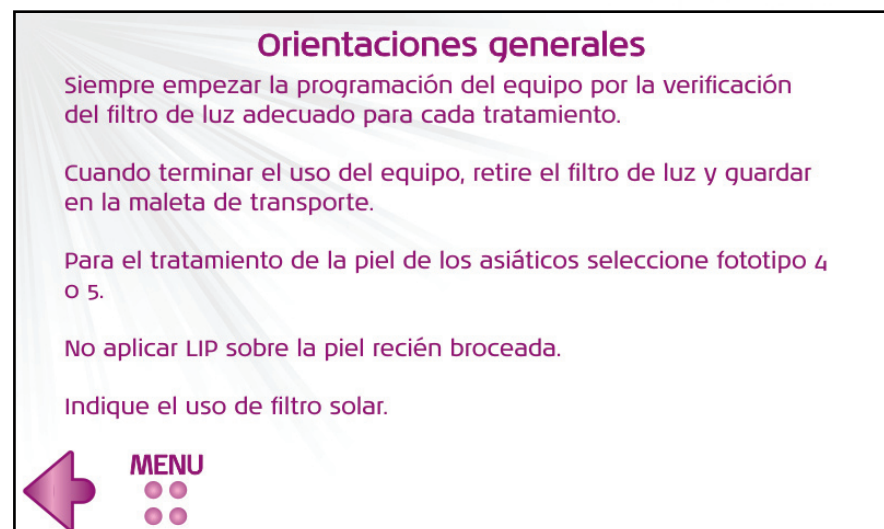 Orientaciones generales
Siempre empezar la programación del equipo por la verificación
del filtro de luz adecuado para cada tratamiento.
Cuando terminar el uso del equipo, retire el filtro de luz y guardar
en la maleta de transporte.
Para el tratamiento de la piel de los asiáticos seleccione fototipo 4
o 5.
No aplicar LIP sobre la piel recién broceada.
Indique el uso de filtro solar.
MENU